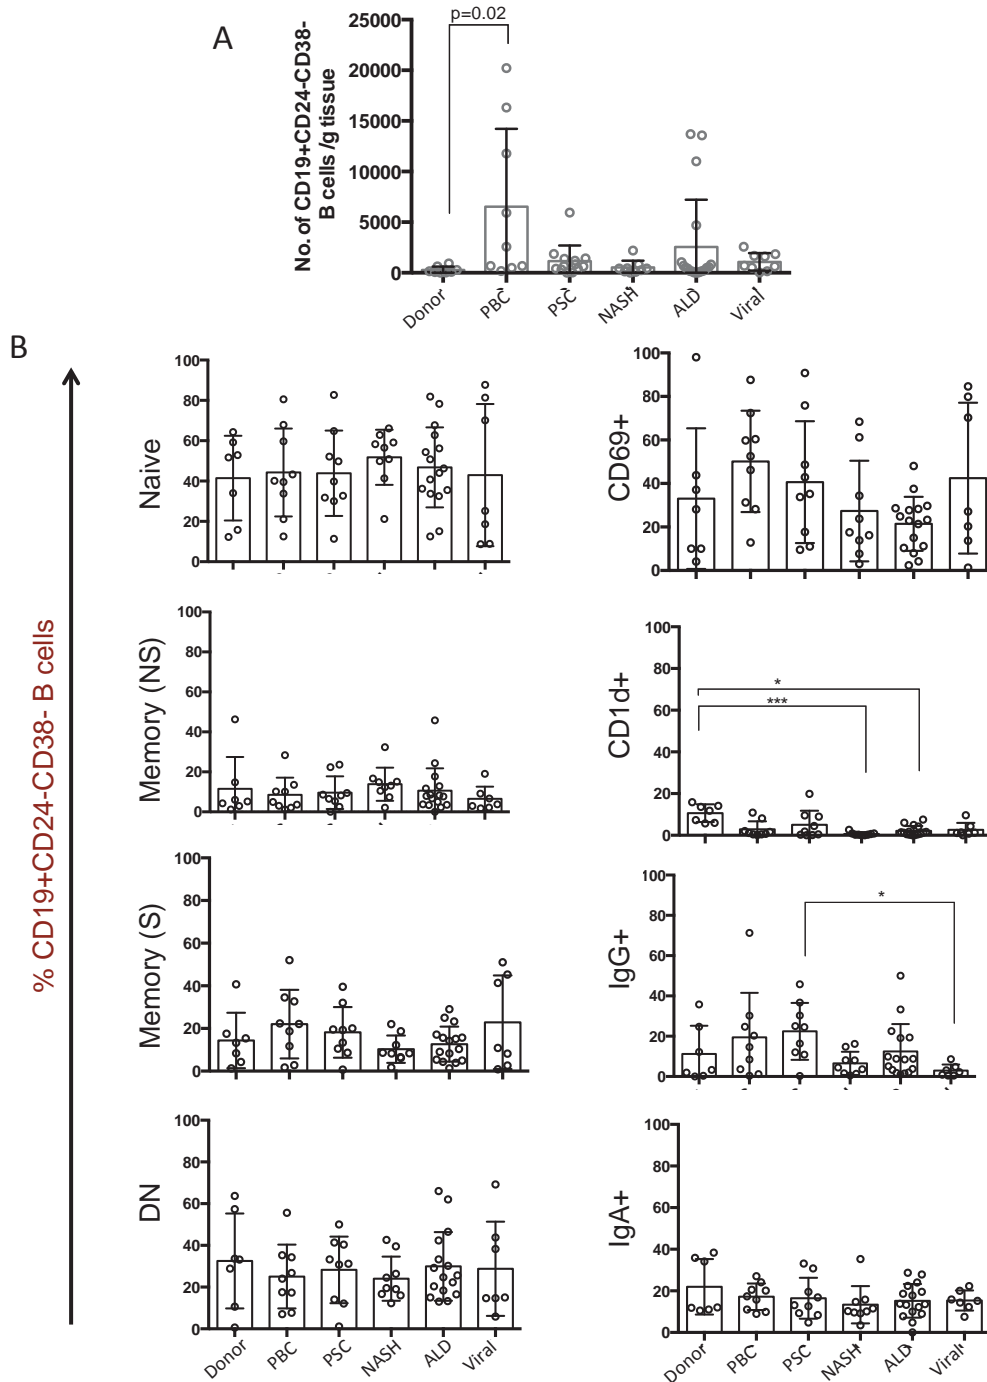 A
p=0.02
No. of CD19+CD24-CD38-
B cells /g tissue
25000
20000
15000
10000
5000
0
Donor
PBC
PSC
NASH
ALD
Viral
B
% CD19+CD24-CD38- B cells
Naive
100
80
60
40
20
0
CD69+
100
80
60
40
20
0
Memory (NS)
100
80
60
40
20
0
CD1d+
100
80
60
40
20
0
*
***
Memory (S)
100
80
60
40
20
0
IgG+
100
80
60
40
20
0
*
DN
100
80
60
40
20
0
Donor
PBC
PSC
NASH
ALD
Viral
IgA+
100
80
60
40
20
0
Donor
PBC
PSC
NASH
ALD
Viral